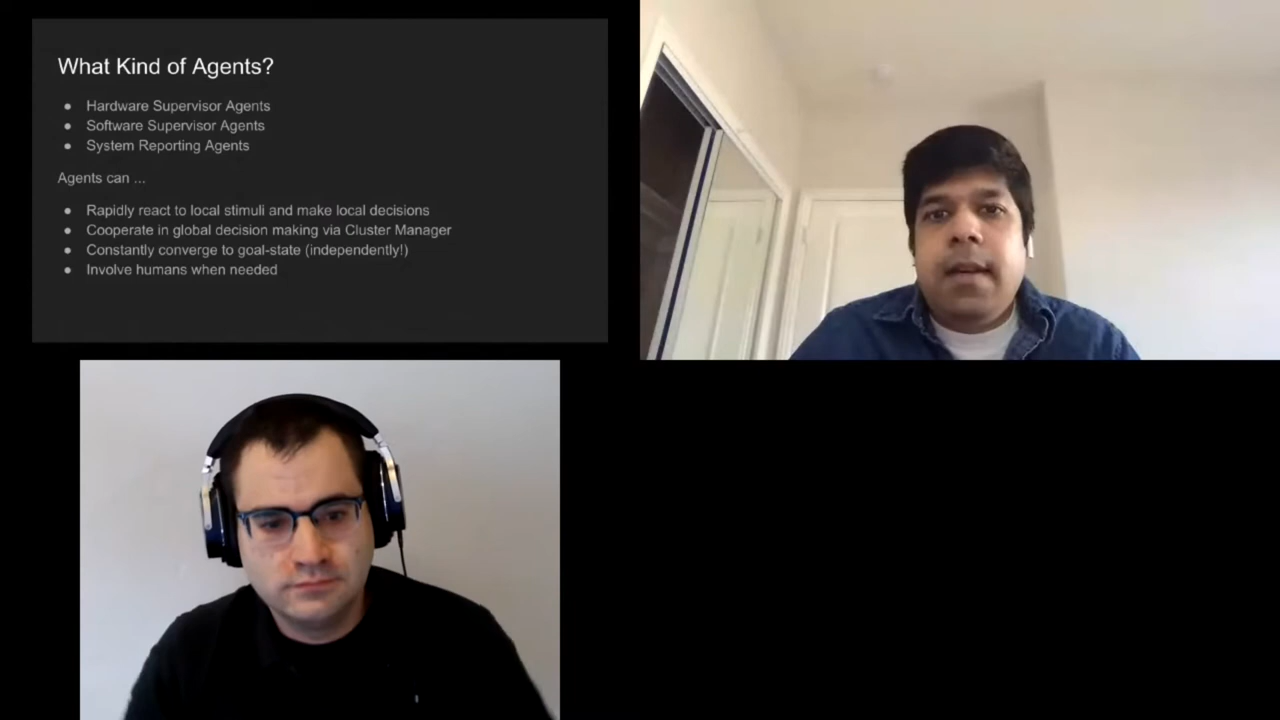 What Kind of Agents?
● Hardware Supervisor Agents
● Software Supervisor Agents
● System Reporting Agents
Agents can ...
● Rapidly react to local stimuli and make local decisions
● Cooperate in global decision making via Cluster Manager
● Constantly converge to goal-state (independently!)
● Involve humans when needed